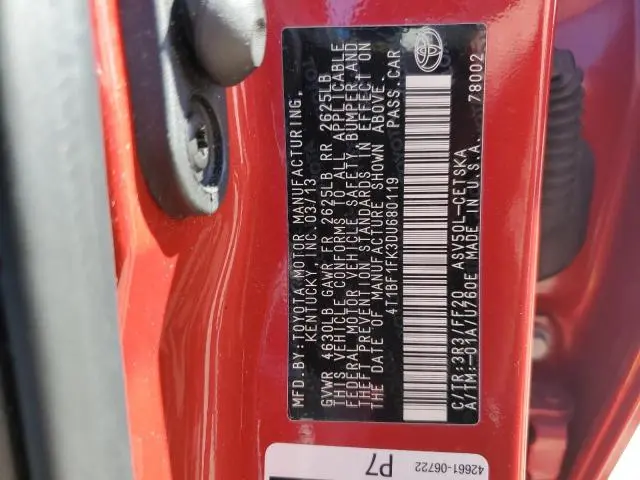 MFD.BY:TOYOTA MOTOR MANUFACTURING,
KENTUCKY,INC.03/13
GVWR 4630LB GAWR FR 2625LB RR 2625LB
THIS VEHICLE CONFORMS TO ALL APPLICABLE
FEDERAL MOTOR VEHICLE SAFETY,BUMPER,AND
THEFT PREVENTION STANDARDS IN EFFECT ON
THE DATE OF MANUFACTURE SHOWN ABOVE.
4T1BF1FK3DU680119 PASS.CAR
C/TR:3R3/FF20 ASV50L-CETSKA
A/TM:-01A/U760E MADE IN U.S.A. 78002
42661-06722
P7